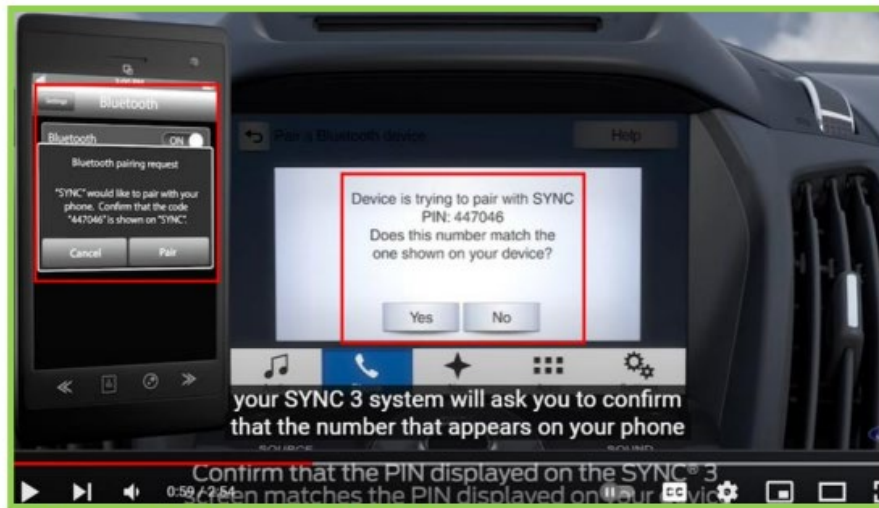 Settings
Bluetooth
Bluetooth
ON
Bluetooth pairing request
"SYNC" would like to pair with your
phone. Confirm that the code
"447046" is shown on "SYNC".
Cancel
Pair
Pair a Bluetooth device
Help
Device is trying to pair with SYNC
PIN: 447046
Does this number match the
one shown on your device?
Yes
No
your SYNC 3 system will ask you to confirm
that the number that appears on your phone
SOURCE
SOUND
Confirm that the PIN displayed on the SYNC® 3
screen matches the PIN displayed on your device
0:59 / 2:54
CC